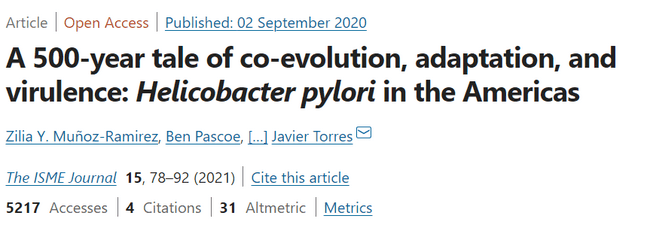 Article | Open Access | Published: 02 September 2020
A 500-year tale of co-evolution, adaptation, and
virulence: Helicobacter pylori in the Americas
Zilia Y. Muñoz-Ramirez, Ben Pascoe, [...] Javier Torres
The ISME Journal 15, 78–92 (2021) | Cite this article
5217 Accesses | 4 Citations | 31 Altmetric | Metrics